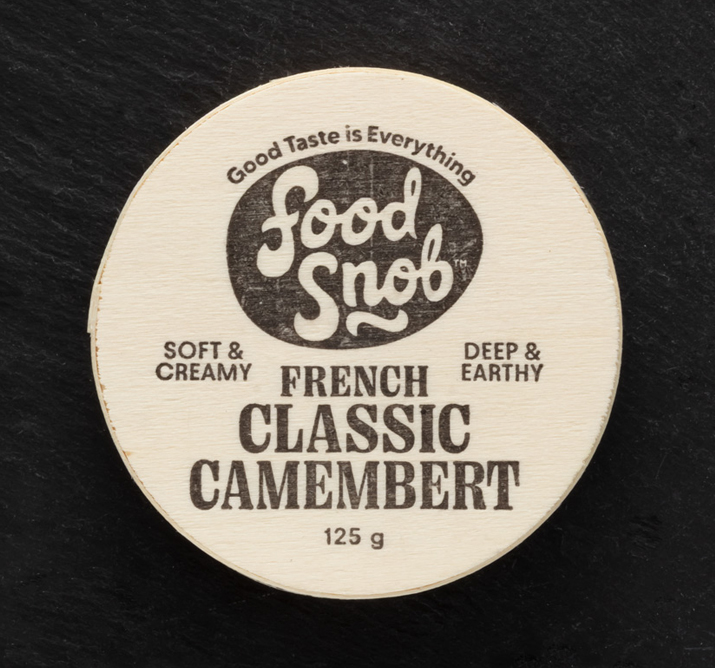 Good Taste is Everything
Food
Snob™
SOFT &
CREAMY
DEEP &
EARTHY
FRENCH
CLASSIC
CAMEMBERT
125 g